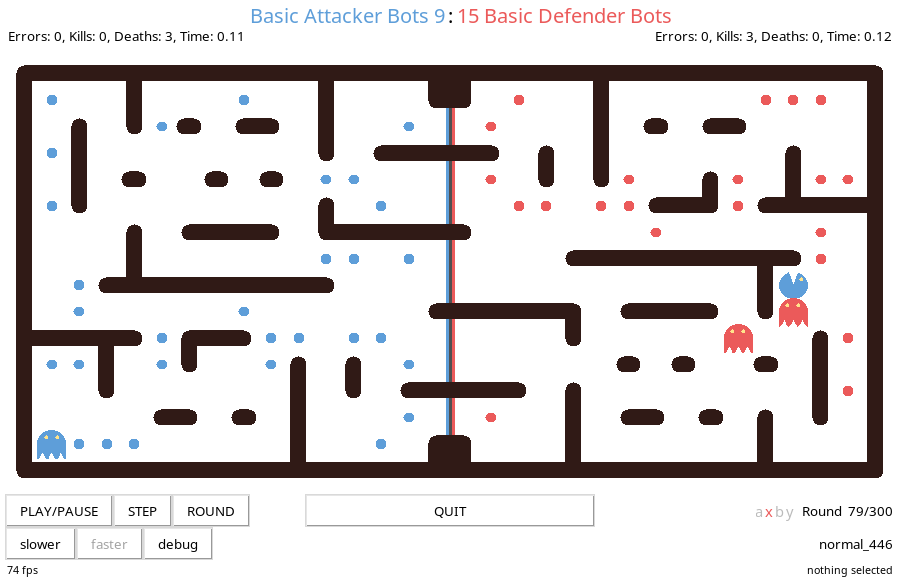 Basic Attacker Bots 9 : 15 Basic Defender Bots
Errors: 0, Kills: 0, Deaths: 3, Time: 0.11
Errors: 0, Kills: 3, Deaths: 0, Time: 0.12
PLAY/PAUSE STEP ROUND QUIT axby Round 79/300
slower faster debug normal_446
74 fps nothing selected